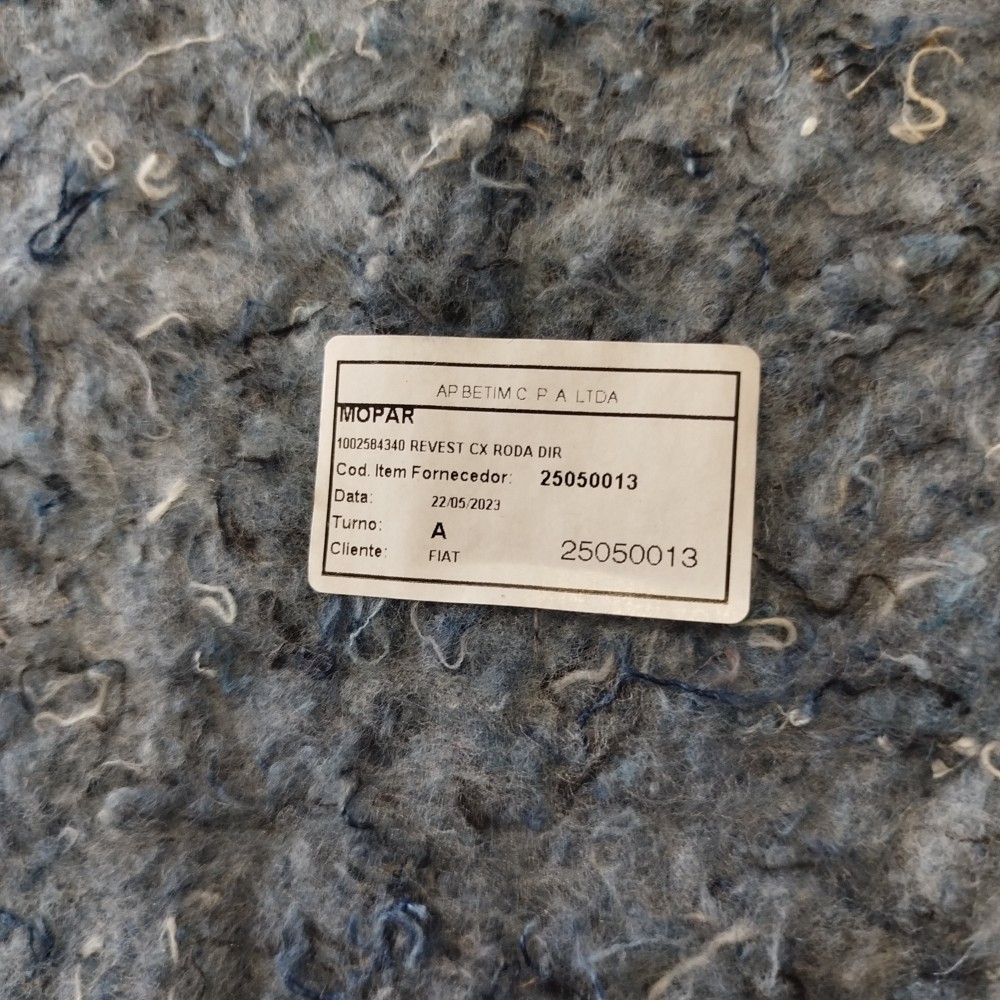 AP BETIM C. P. A. LTDA
MOPAR
1002584340 REVEST CX RODA DIR
Cod. Item Fornecedor: 25050013
Data: 22/05/2023
Turno: A
Cliente: FIAT 25050013